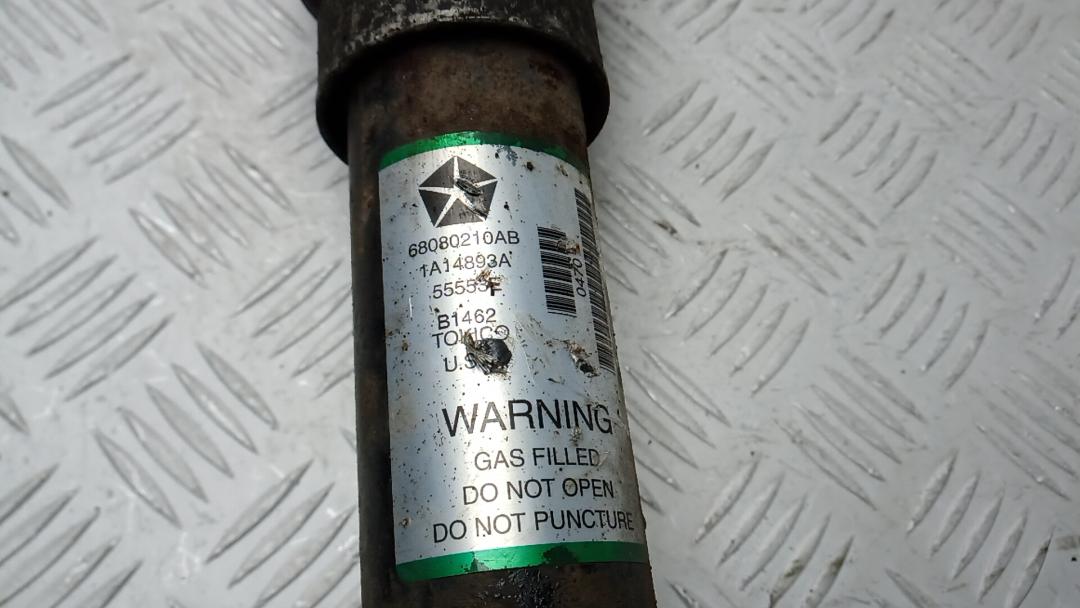 68080210AB
1A14893A
55553F
B1462
TOKICO
WARNING
GAS FILLED
DO NOT OPEN
DO NOT PUNCTURE